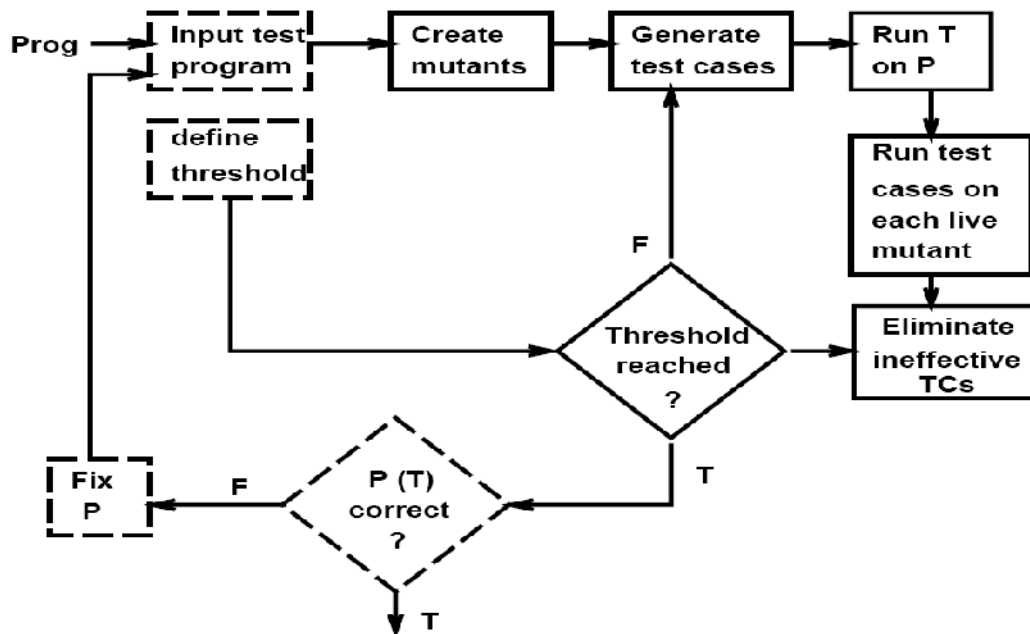 Prog
Input test
program
Create
mutants
Generate
test cases
Run T
on P
define
threshold
Run test
cases on
each live
mutant
F
Threshold
reached
?
Eliminate
ineffective
TCs
T
Fix
P
F
P (T)
correct
?
T